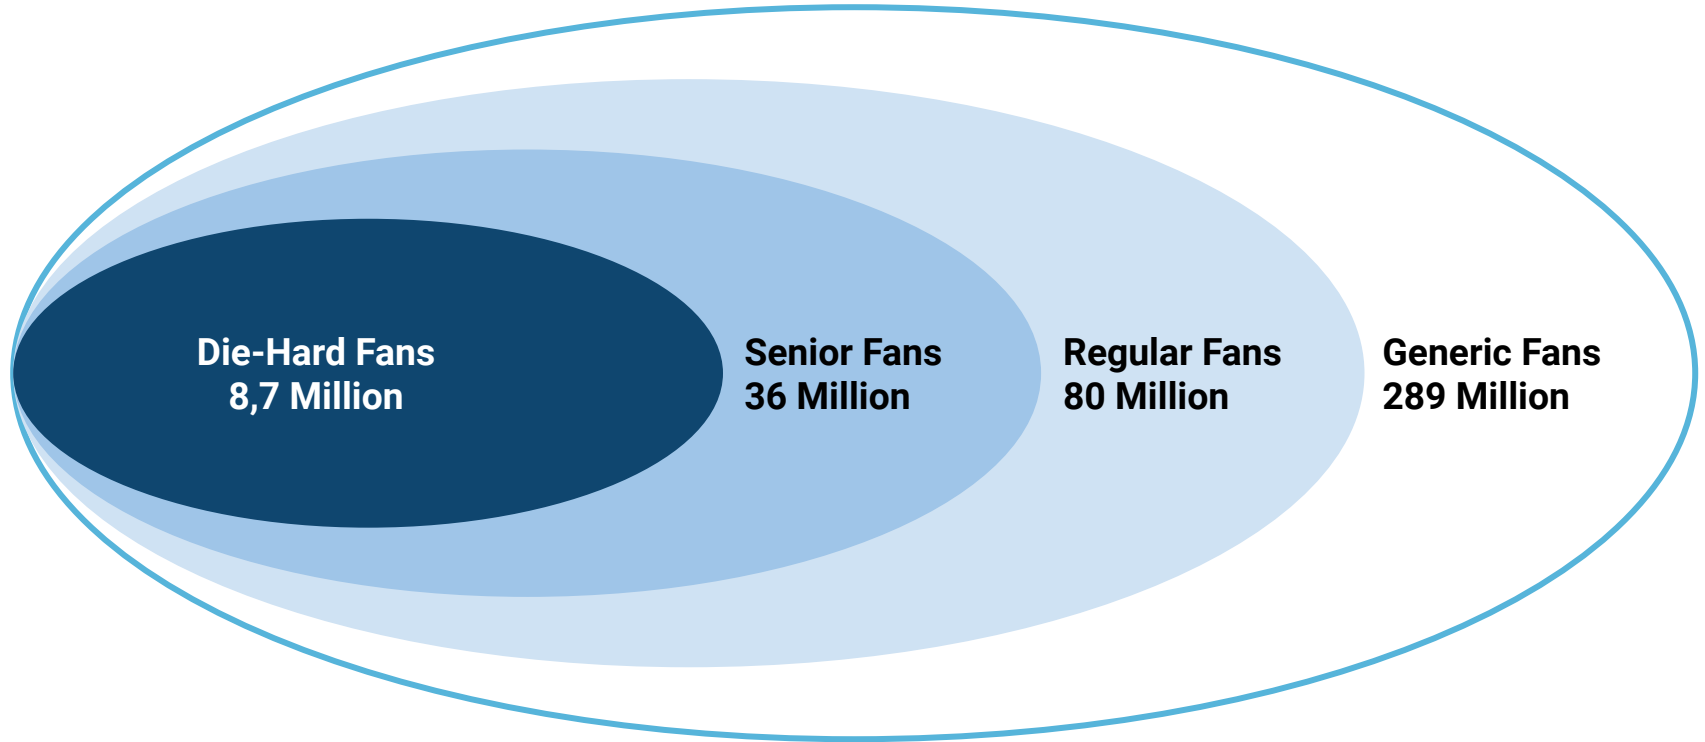 Die-Hard Fans
8,7 Million
Senior Fans
36 Million
Regular Fans
80 Million
Generic Fans
289 Million